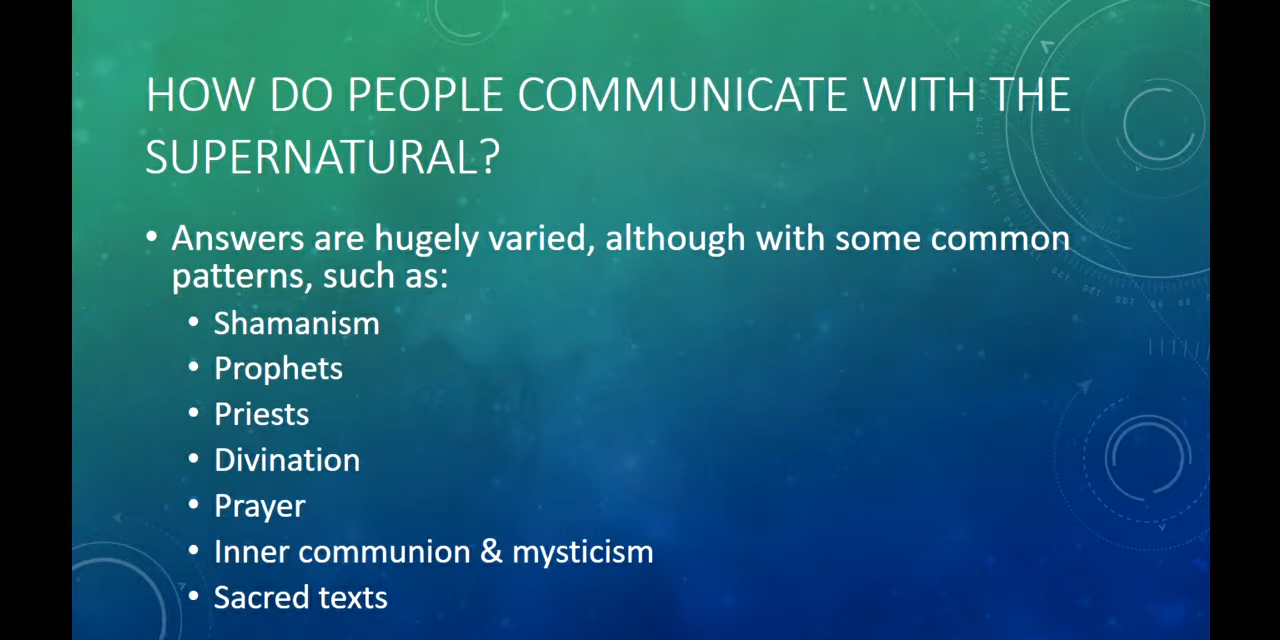 HOW DO PEOPLE COMMUNICATE WITH THE
SUPERNATURAL?
• Answers are hugely varied, although with some common
patterns, such as:
• Shamanism
• Prophets
• Priests
• Divination
• Prayer
• Inner communion & mysticism
• Sacred texts